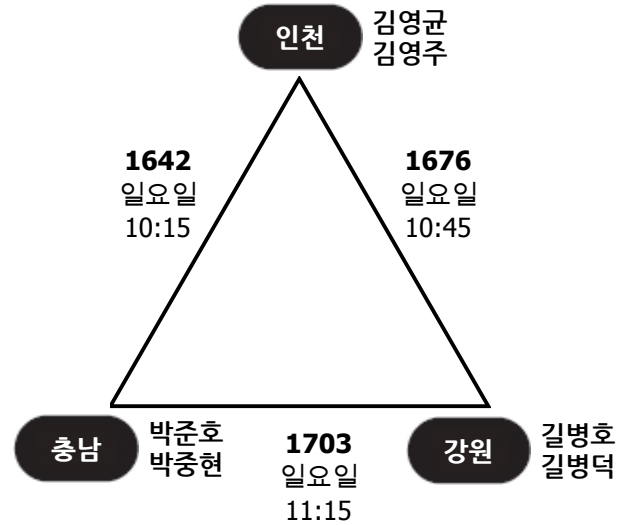 인천
김영균
김영주
1642
일요일
10:15
1676
일요일
10:45
충남
박준호
박중현
1703
일요일
11:15
강원
길병호
길병덕